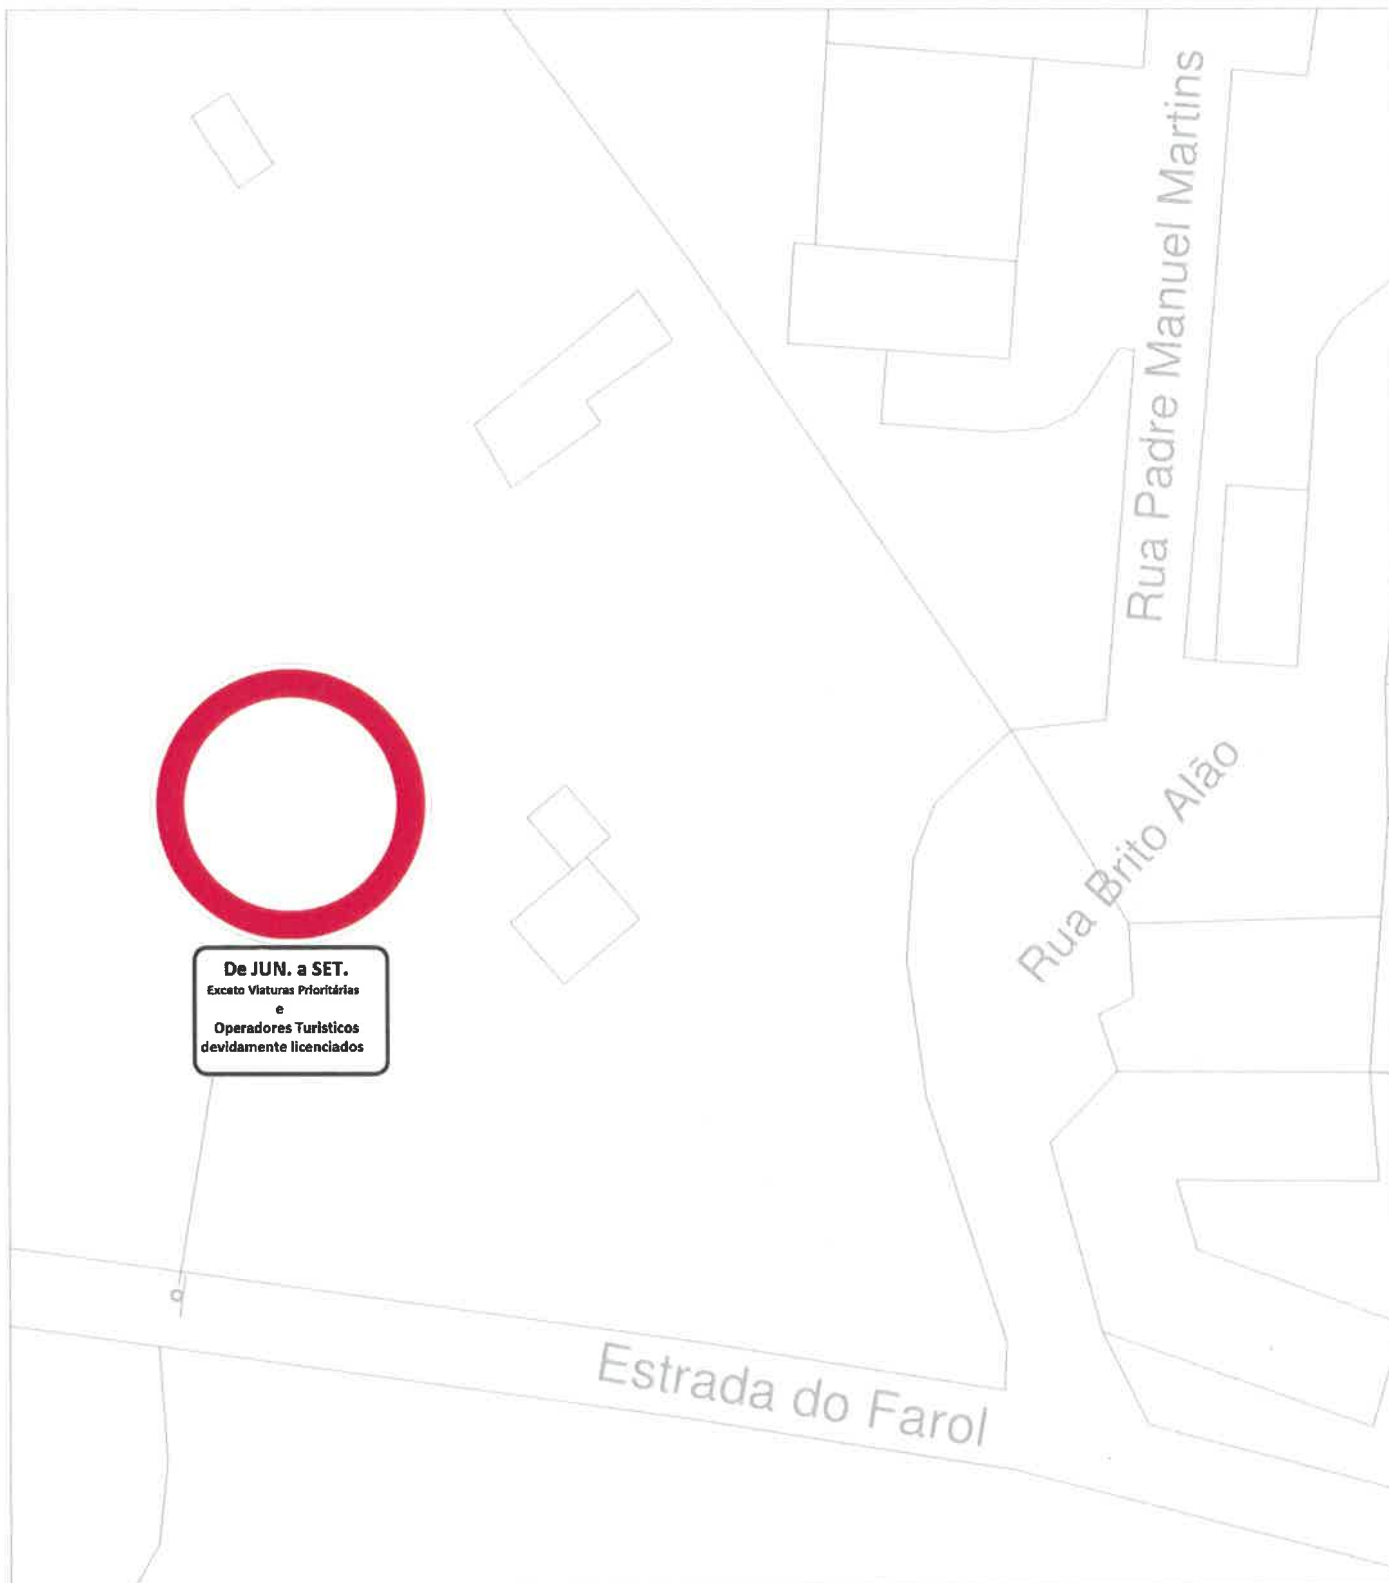 Rua Padre Manuel Martins
Rua Brito Alão
De JUN. a SET.
Exceto Viaturas Prioritárias
e
Operadores Turisticos
devidamente licenciados
Estrada do Farol